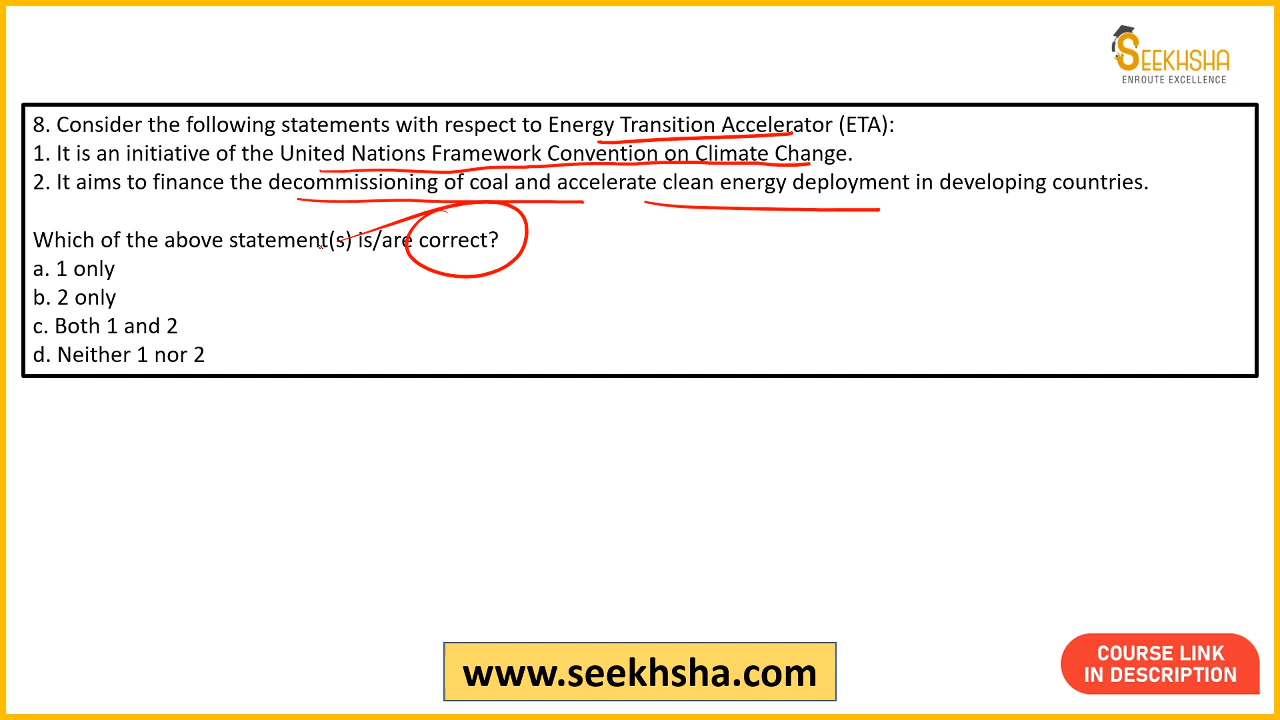 SEEKHSHA
ENROUTE EXCELLENCE
8. Consider the following statements with respect to Energy Transition Accelerator (ETA):
1. It is an initiative of the United Nations Framework Convention on Climate Change.
2. It aims to finance the decommissioning of coal and accelerate clean energy deployment in developing countries.
Which of the above statement(s) is/are correct?
a. 1 only
b. 2 only
c. Both 1 and 2
d. Neither 1 nor 2
www.seekhsha.com
COURSE LINK
IN DESCRIPTION